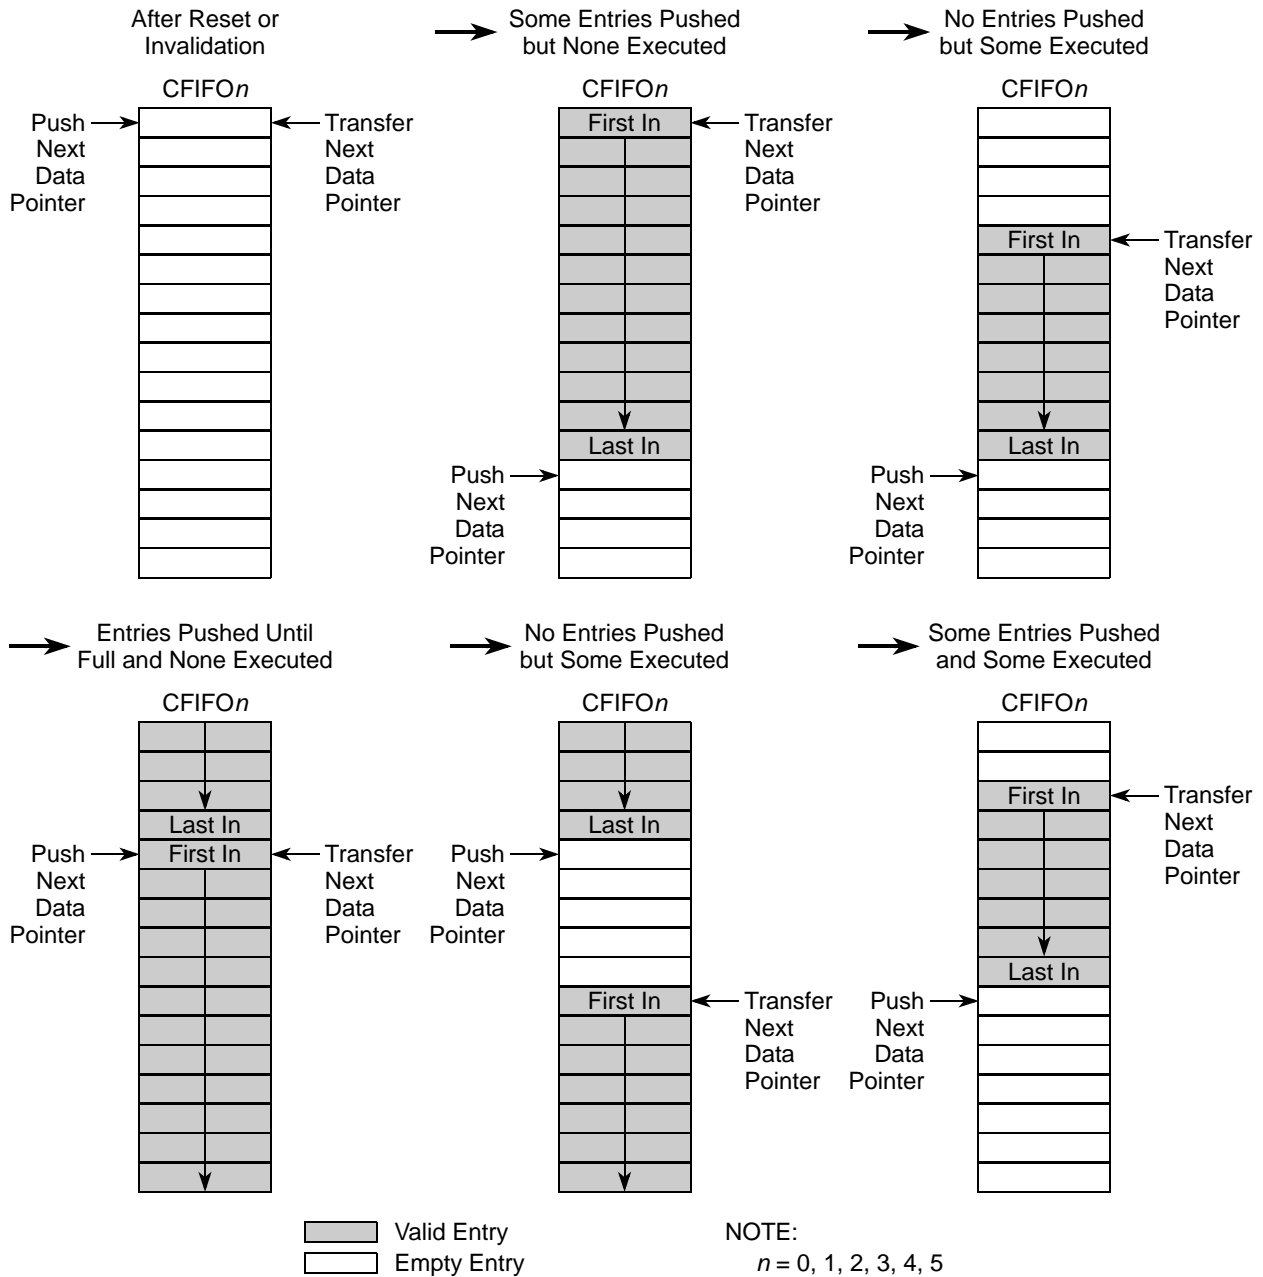 After Reset or
Invalidation
CFIFOn
Push
Next
Data
Pointer
Transfer
Next
Data
Pointer
Some Entries Pushed
but None Executed
CFIFOn
First In
Last In
Transfer
Next
Data
Pointer
Push
Next
Data
Pointer
No Entries Pushed
but Some Executed
CFIFOn
First In
Last In
Transfer
Next
Data
Pointer
Push
Next
Data
Pointer
Entries Pushed Until
Full and None Executed
CFIFOn
Last In
First In
Push
Next
Data
Pointer
Transfer
Next
Data
Pointer
No Entries Pushed
but Some Executed
CFIFOn
Last In
Push
Next
Data
Pointer
First In
Transfer
Next
Data
Pointer
Some Entries Pushed
and Some Executed
CFIFOn
First In
Transfer
Next
Data
Pointer
Last In
Push
Next
Data
Pointer
Valid Entry
Empty Entry
NOTE:
n = 0, 1, 2, 3, 4, 5